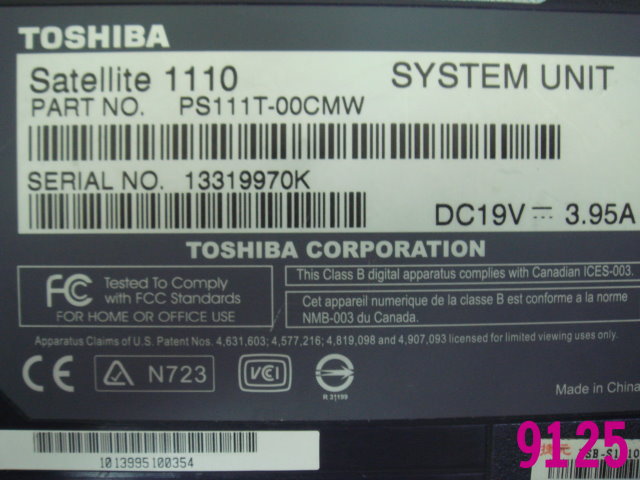 TOSHIBA
Satellite 1110 SYSTEM UNIT
PART NO. PS111T-00CMW
SERIAL NO. 13319970K
DC19V 3.95A
TOSHIBA CORPORATION
FC Tested To Comply
with FCC Standards
FOR HOME OR OFFICE USE
This Class B digital apparatus complies with Canadian ICES-003.
Cet appareil numerique de la classe B est conforme a la norme
NMB-003 du Canada.
Apparatus Claims of U.S. Patent Nos. 4,631,603; 4,577,216; 4,819,098 and 4,907,093 licensed for limited viewing uses only.
CE N723 VCCI
R 31199
Made in China
1013995100354
9125